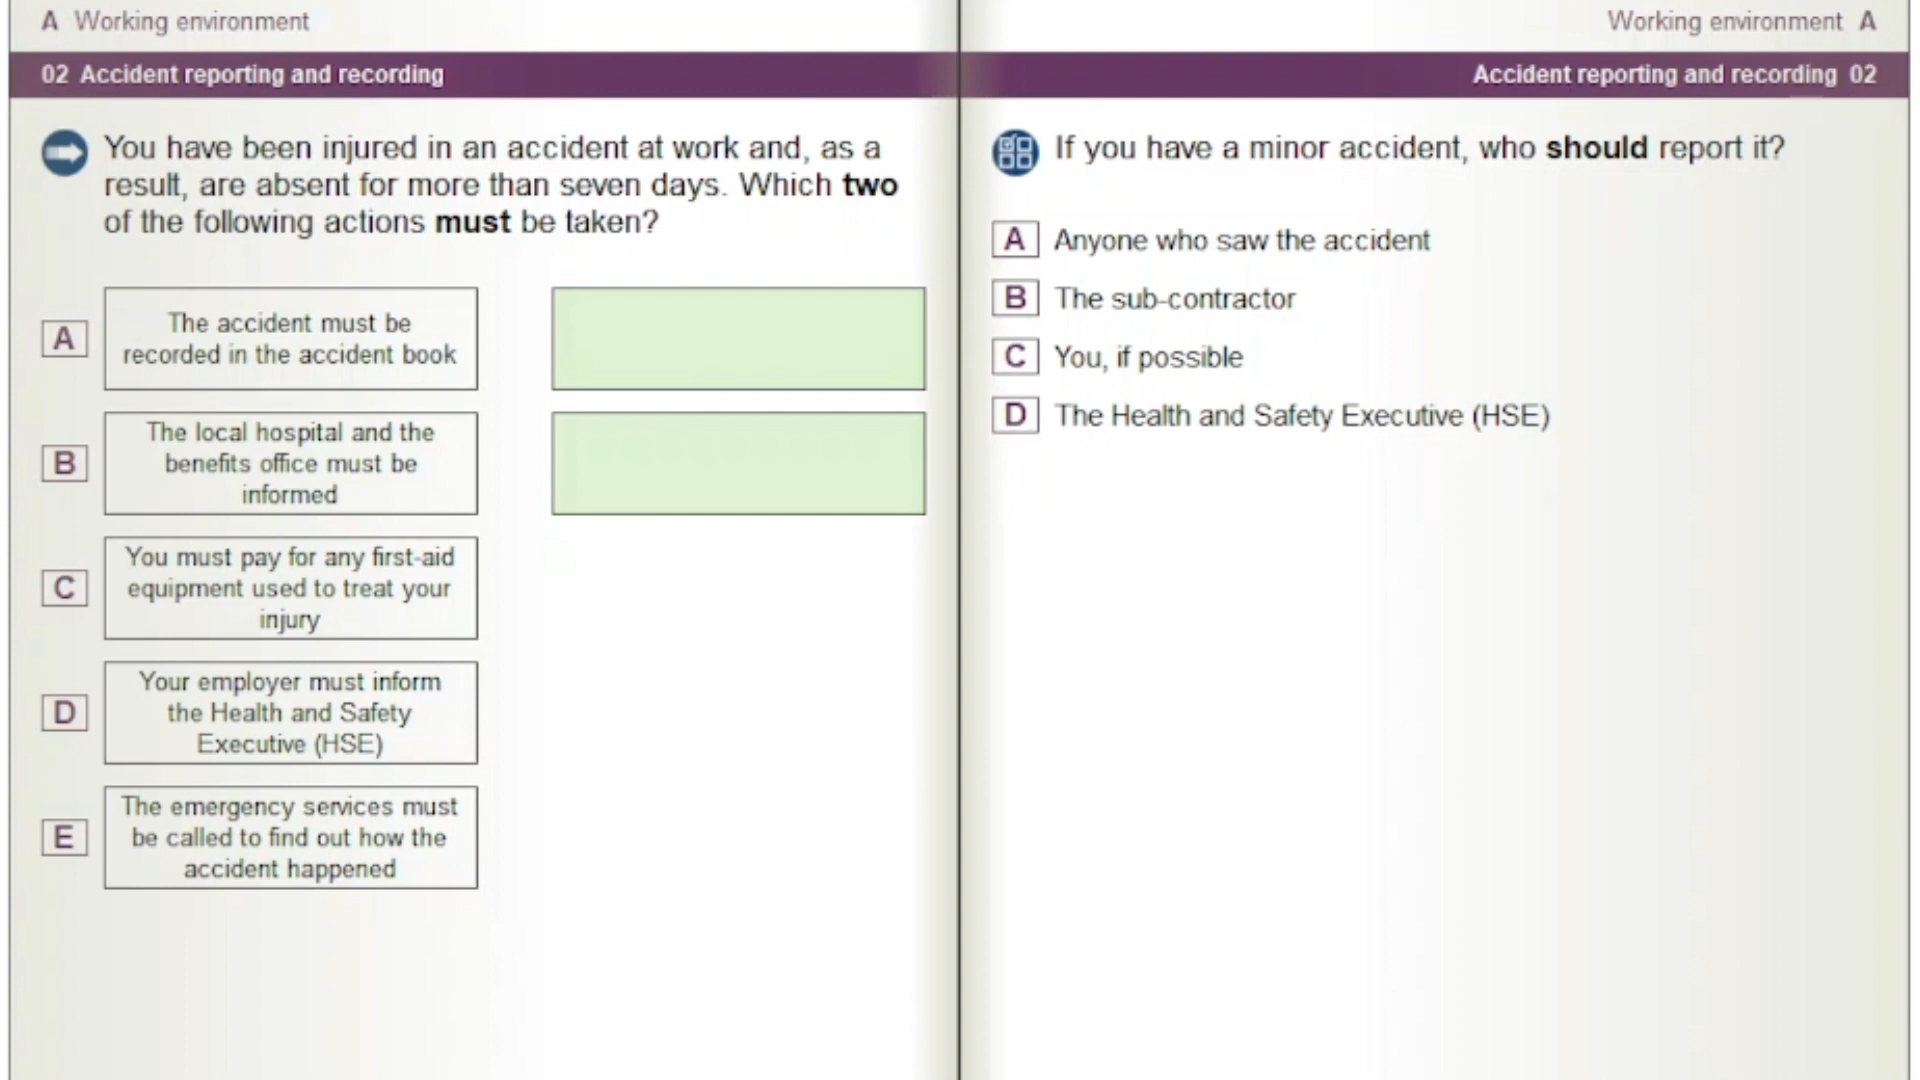 A Working environment
02 Accident reporting and recording
You have been injured in an accident at work and, as a
result, are absent for more than seven days. Which two
of the following actions must be taken?
A
The accident must be
recorded in the accident book
B
The local hospital and the
benefits office must be
informed
C
You must pay for any first-aid
equipment used to treat your
injury
D
Your employer must inform
the Health and Safety
Executive (HSE)
E
The emergency services must
be called to find out how the
accident happened
Working environment A
Accident reporting and recording 02
If you have a minor accident, who should report it?
A Anyone who saw the accident
B The sub-contractor
C You, if possible
D The Health and Safety Executive (HSE)